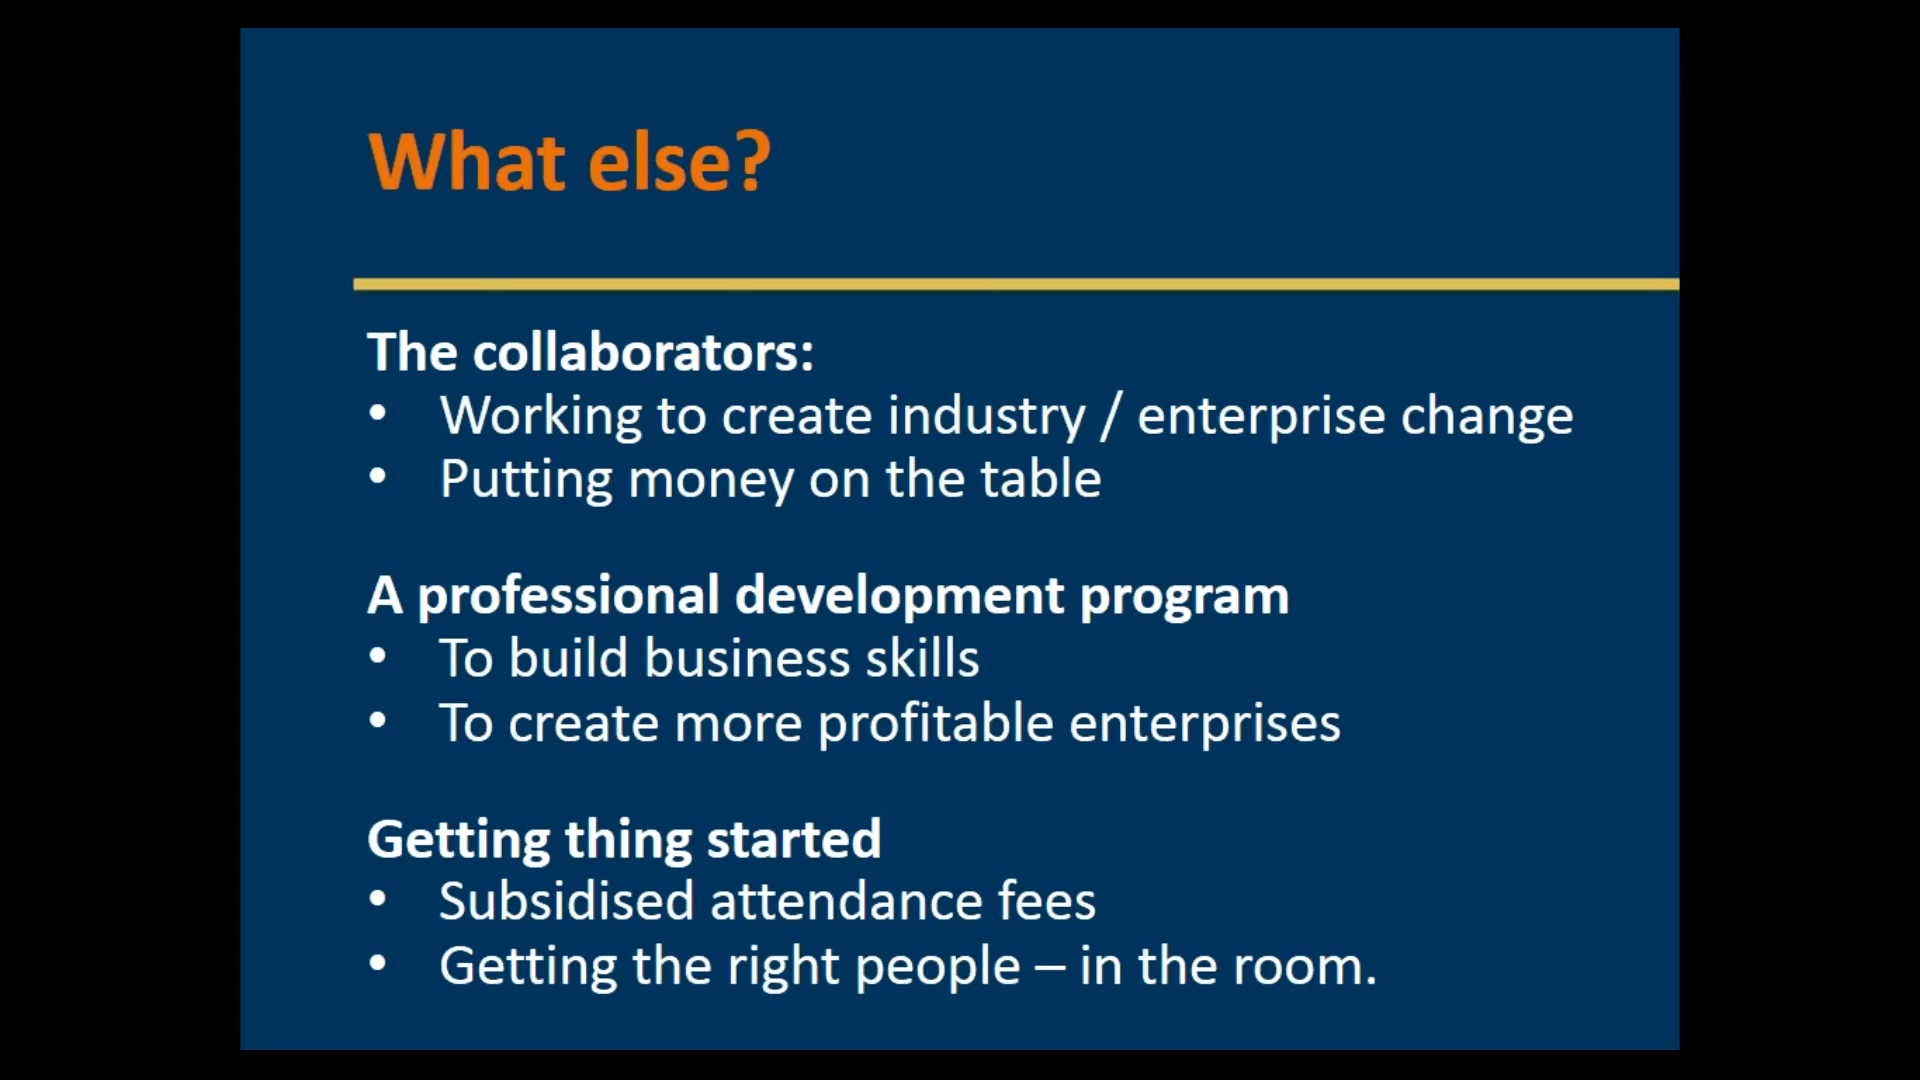 What else?
The collaborators:
• Working to create industry / enterprise change
• Putting money on the table
A professional development program
• To build business skills
• To create more profitable enterprises
Getting thing started
• Subsidised attendance fees
• Getting the right people – in the room.